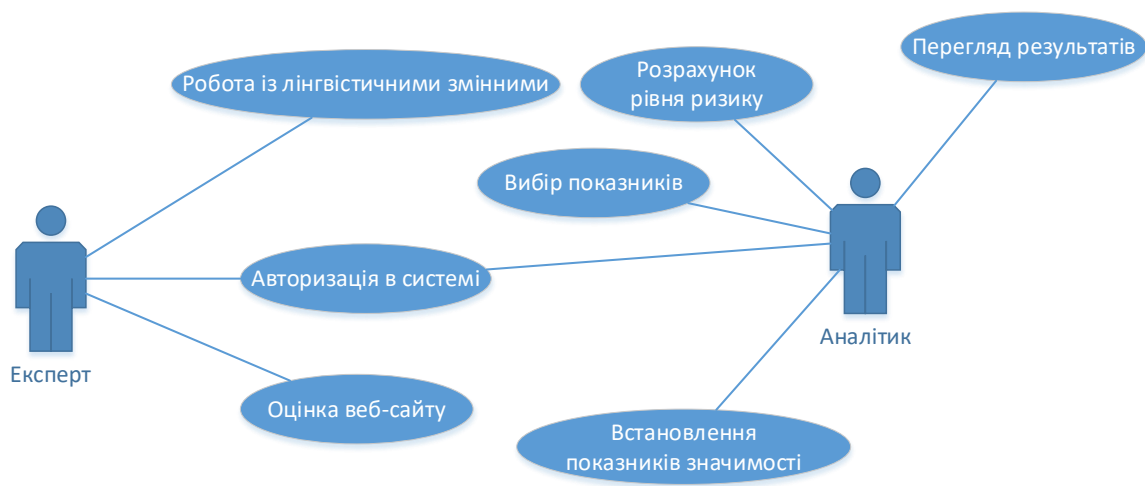 Перегляд результатів
Робота із лінгвістичними змінними
Розрахунок
рівня ризику
Вибір показників
Авторизація в системі
Аналітик
Експерт
Оцінка веб-сайту
Встановлення
показників значимості